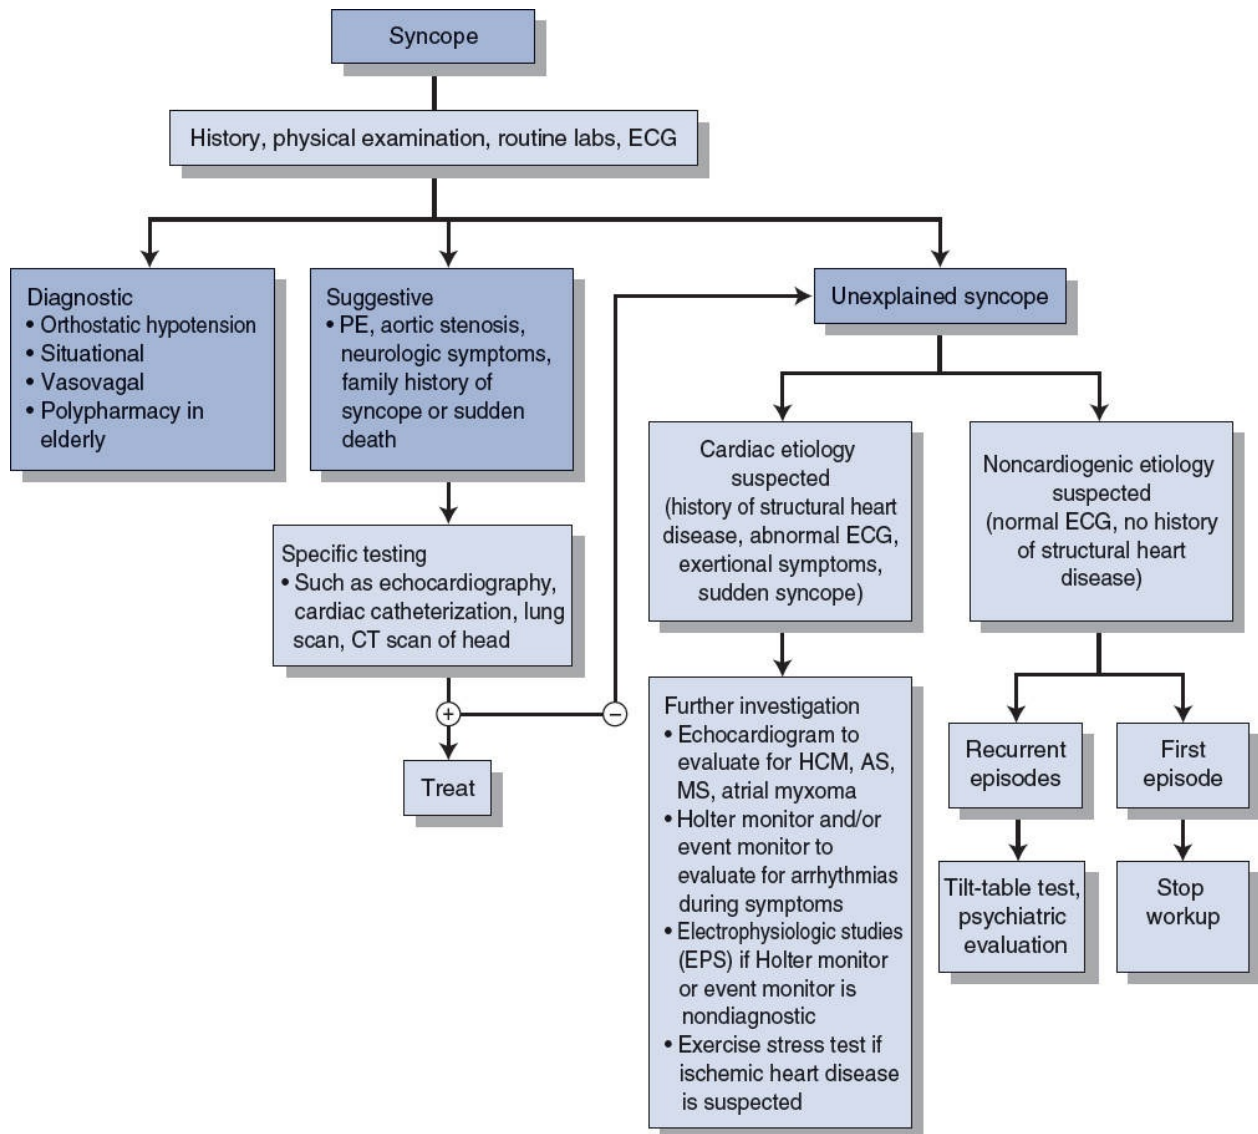 Syncope
History, physical examination, routine labs, ECG
Diagnostic
• Orthostatic hypotension
• Situational
• Vasovagal
• Polypharmacy in
elderly
Suggestive
• PE, aortic stenosis,
neurologic symptoms,
family history of
syncope or sudden
death
Specific testing
• Such as echocardiography,
cardiac catheterization, lung
scan, CT scan of head
+
−
Treat
Unexplained syncope
Cardiac etiology
suspected
(history of structural heart
disease, abnormal ECG,
exertional symptoms,
sudden syncope)
Further investigation
• Echocardiogram to
evaluate for HCM, AS,
MS, atrial myxoma
• Holter monitor and/or
event monitor to
evaluate for arrhythmias
during symptoms
• Electrophysiologic studies
(EPS) if Holter monitor
or event monitor is
nondiagnostic
• Exercise stress test if
ischemic heart disease
is suspected
Noncardiogenic etiology
suspected
(normal ECG, no history
of structural heart
disease)
Recurrent
episodes
Tilt-table test,
psychiatric
evaluation
First
episode
Stop
workup